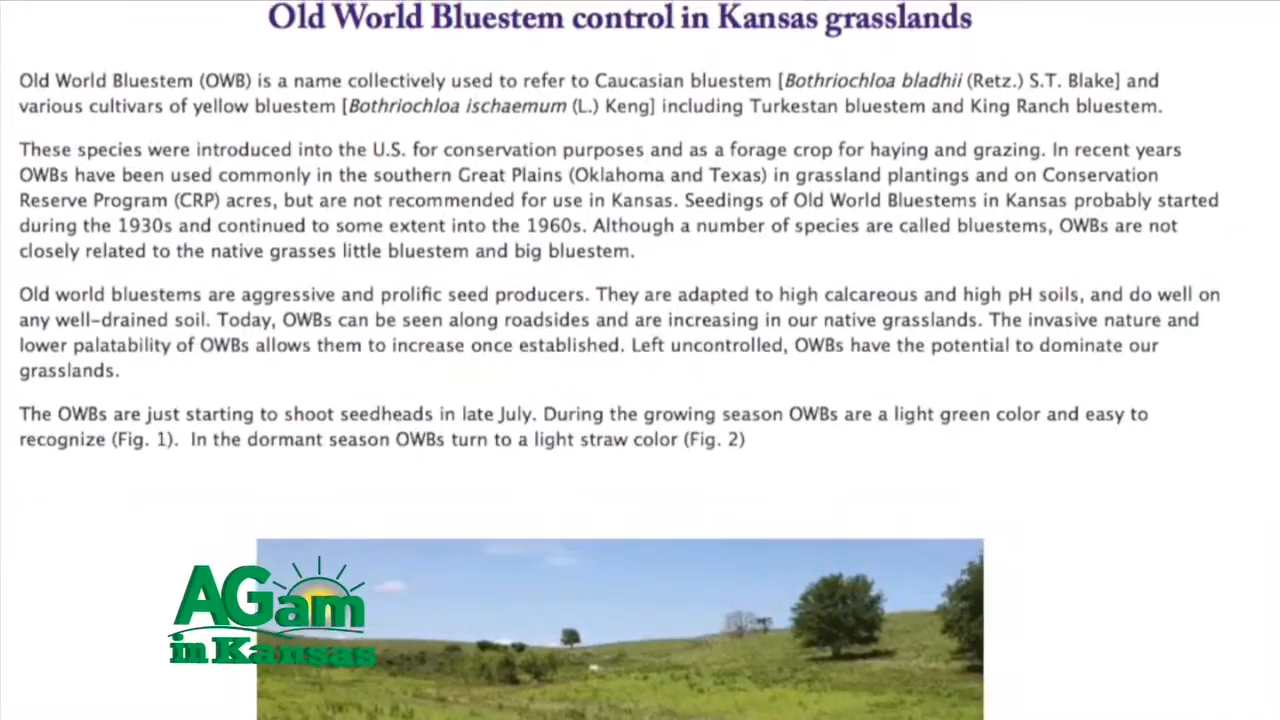 Old World Bluestem control in Kansas grasslands
Old World Bluestem (OWB) is a name collectively used to refer to Caucasian bluestem [Bothriochloa bladhii (Retz.) S.T. Blake] and
various cultivars of yellow bluestem [Bothriochloa ischaemum (L.) Keng] including Turkestan bluestem and King Ranch bluestem.
These species were introduced into the U.S. for conservation purposes and as a forage crop for haying and grazing. In recent years
OWBs have been used commonly in the southern Great Plains (Oklahoma and Texas) in grassland plantings and on Conservation
Reserve Program (CRP) acres, but are not recommended for use in Kansas. Seedings of Old World Bluestems in Kansas probably started
during the 1930s and continued to some extent into the 1960s. Although a number of species are called bluestems, OWBs are not
closely related to the native grasses little bluestem and big bluestem.
Old world bluestems are aggressive and prolific seed producers. They are adapted to high calcareous and high pH soils, and do well on
any well-drained soil. Today, OWBs can be seen along roadsides and are increasing in our native grasslands. The invasive nature and
lower palatability of OWBs allows them to increase once established. Left uncontrolled, OWBs have the potential to dominate our
grasslands.
The OWBs are just starting to shoot seedheads in late July. During the growing season OWBs are a light green color and easy to
recognize (Fig. 1). In the dormant season OWBs turn to a light straw color (Fig. 2)
AGam
in Kansas